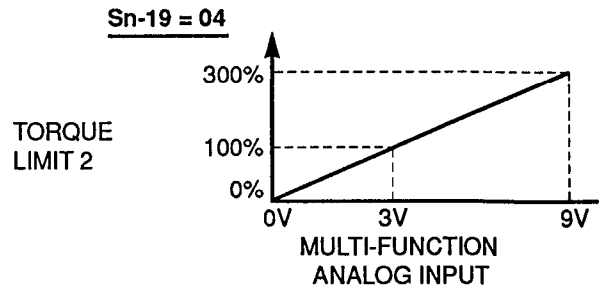 Sn-19 = 04
300%
TORQUE
LIMIT 2
100%
0%
0V
3V
9V
MULTI-FUNCTION
ANALOG INPUT